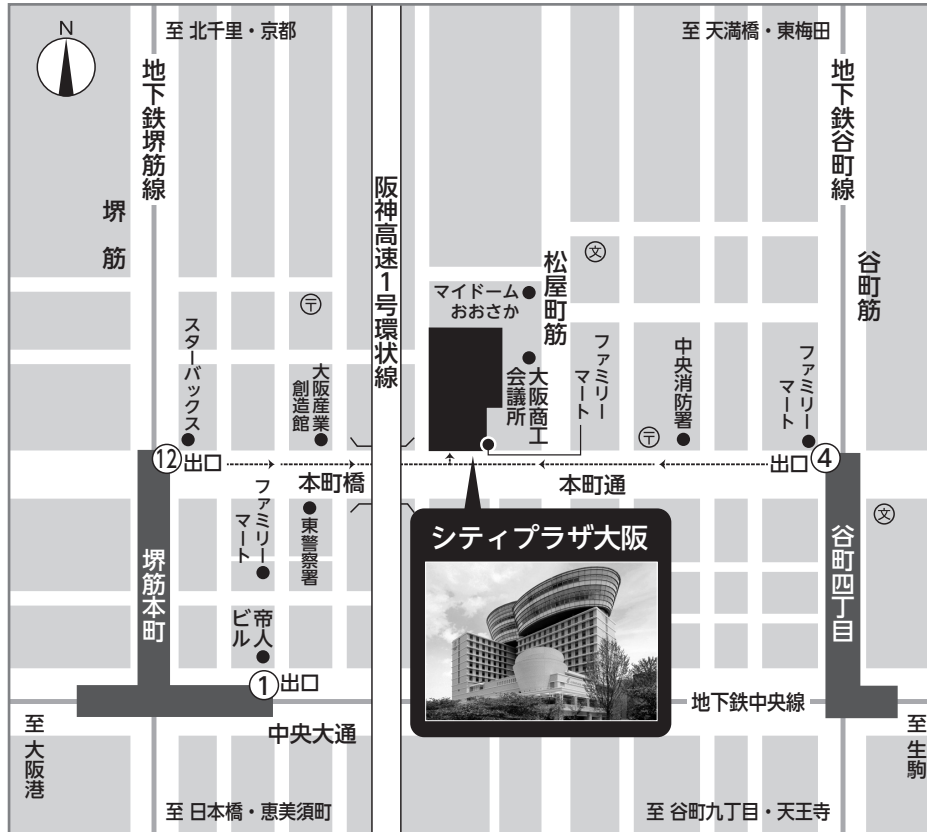 N
至 北千里・京都
至 天満橋・東梅田
地下鉄堺筋線
地下鉄谷町線
堺筋
阪神高速1号環状線
松屋町筋
谷町筋
文
〒
マイドーム
おおさか
スターバックス
大阪産業
創造館
大阪商工
会議所
ファミリー
マート
中央消防署
ファミリー
マート
〒
12
出口
本町橋
本町通
出口
4
ファミリー
マート
東警察署
文
シティプラザ大阪
堺筋本町
谷町四丁目
帝人
ビル
1
出口
地下鉄中央線
中央大通
至 大阪港
至 生駒
至 日本橋・恵美須町
至 谷町九丁目・天王寺